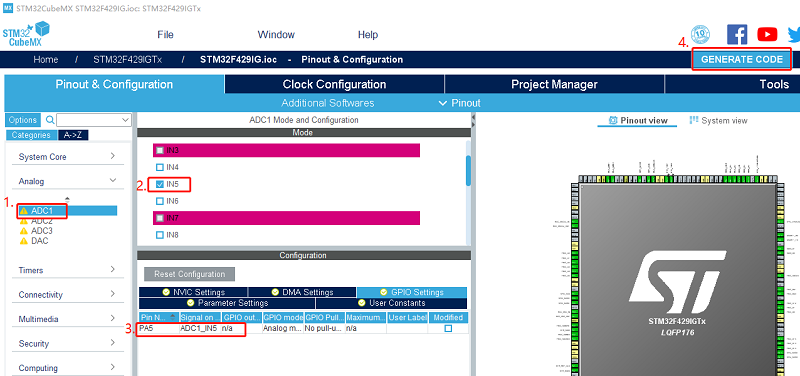 MX STM32CubeMX STM32F429IG.ioc: STM32F429IGTx
STM32
CubeMX
File
Window
Help
10
4.
Home / STM32F429IGTx / STM32F429IG.ioc - Pinout & Configuration
GENERATE CODE
Pinout & Configuration
Clock Configuration
Project Manager
Tools
Additional Softwares
Pinout
Options
Categories A->Z
System Core
Analog
1.
ADC1
ADC2
ADC3
DAC
Timers
Connectivity
Multimedia
Security
Computing
ADC1 Mode and Configuration
Mode
IN3
IN4
2.
IN5
IN6
IN7
IN8
Configuration
Reset Configuration
NVIC Settings
DMA Settings
GPIO Settings
Parameter Settings
User Constants
Pin N... Signal on ... GPIO out... GPIO mode GPIO Pull... Maximum... User Label Modified
3.
PA5 ADC1_IN5 n/a Analog m... No pull-u... n/a
Pinout view
System view
ST
STM32F429IGTx
LQFP176